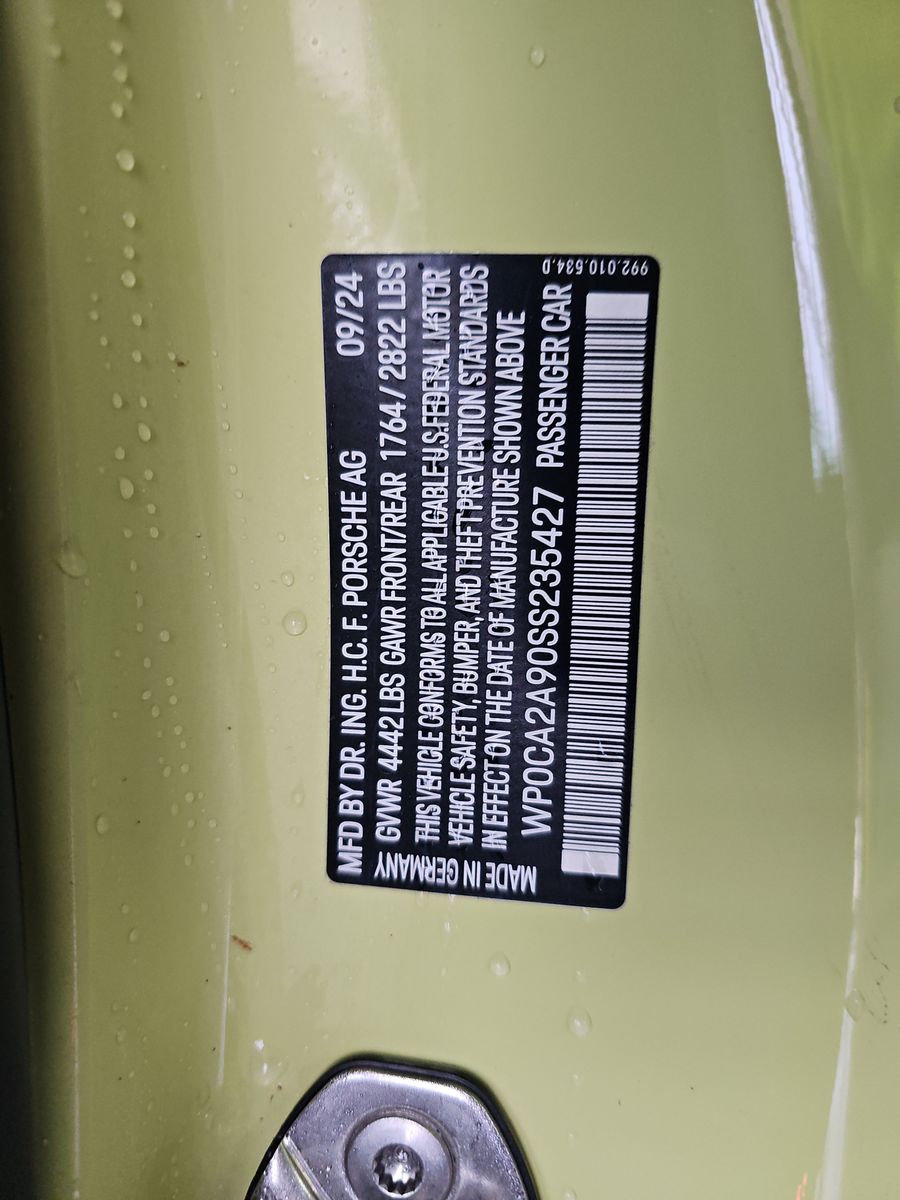 MFD BY DR. ING. H.C. F. PORSCHE AG 09/24
GVWR 4442 LBS GAWR FRONT/REAR 1764 / 2822 LBS
THIS VEHICLE CONFORMS TO ALL APPLICABLE U.S. FEDERAL MOTOR
VEHICLE SAFETY, BUMPER, AND THEFT PREVENTION STANDARDS
IN EFFECT ON THE DATE OF MANUFACTURE SHOWN ABOVE
WP0CA2A90SS235427 PASSENGER CAR
MADE IN GERMANY
992.010.534.D